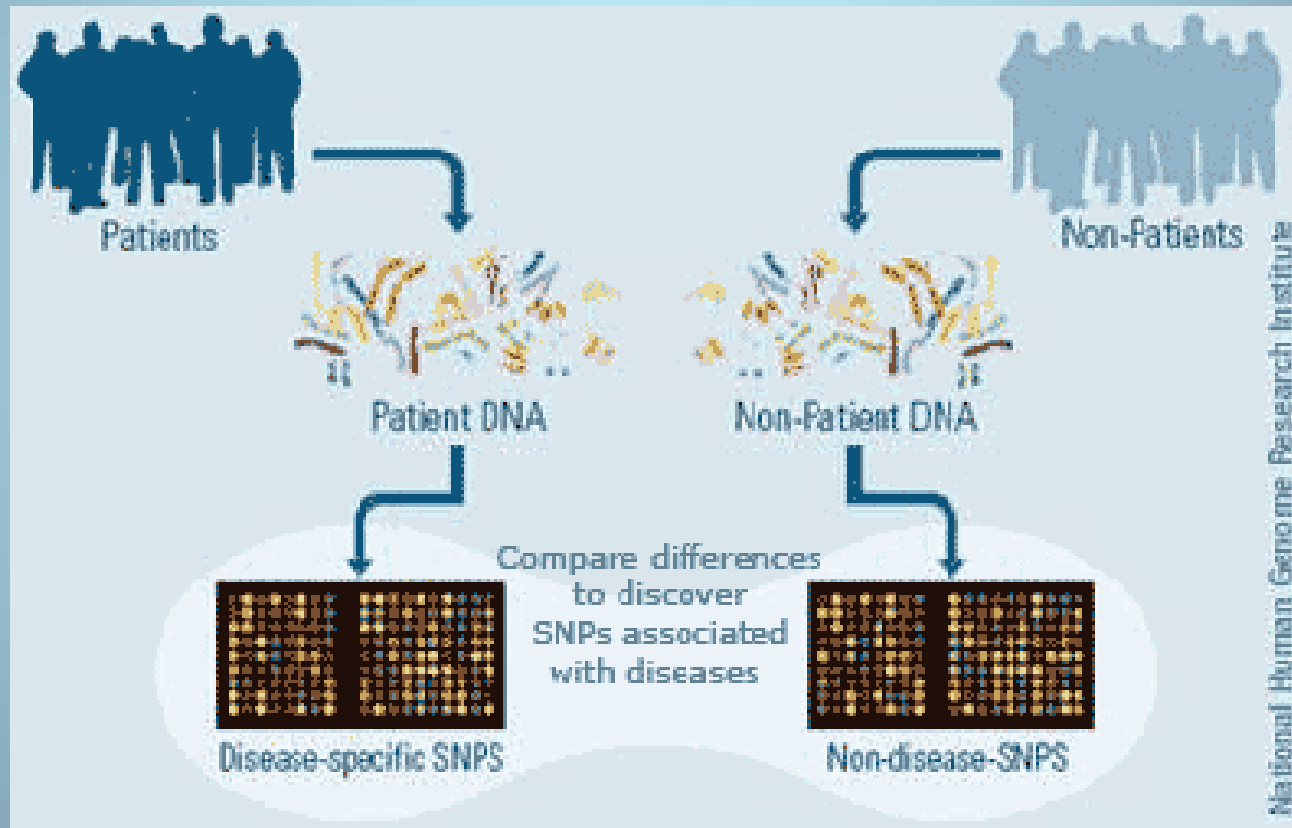 Patients
Non-Patients
Patient DNA
Non-Patient DNA
Compare differences
to discover
SNPs associated
with diseases
Disease-specific SNPS
Non-disease-SNPS
National Human Genome Research Institute